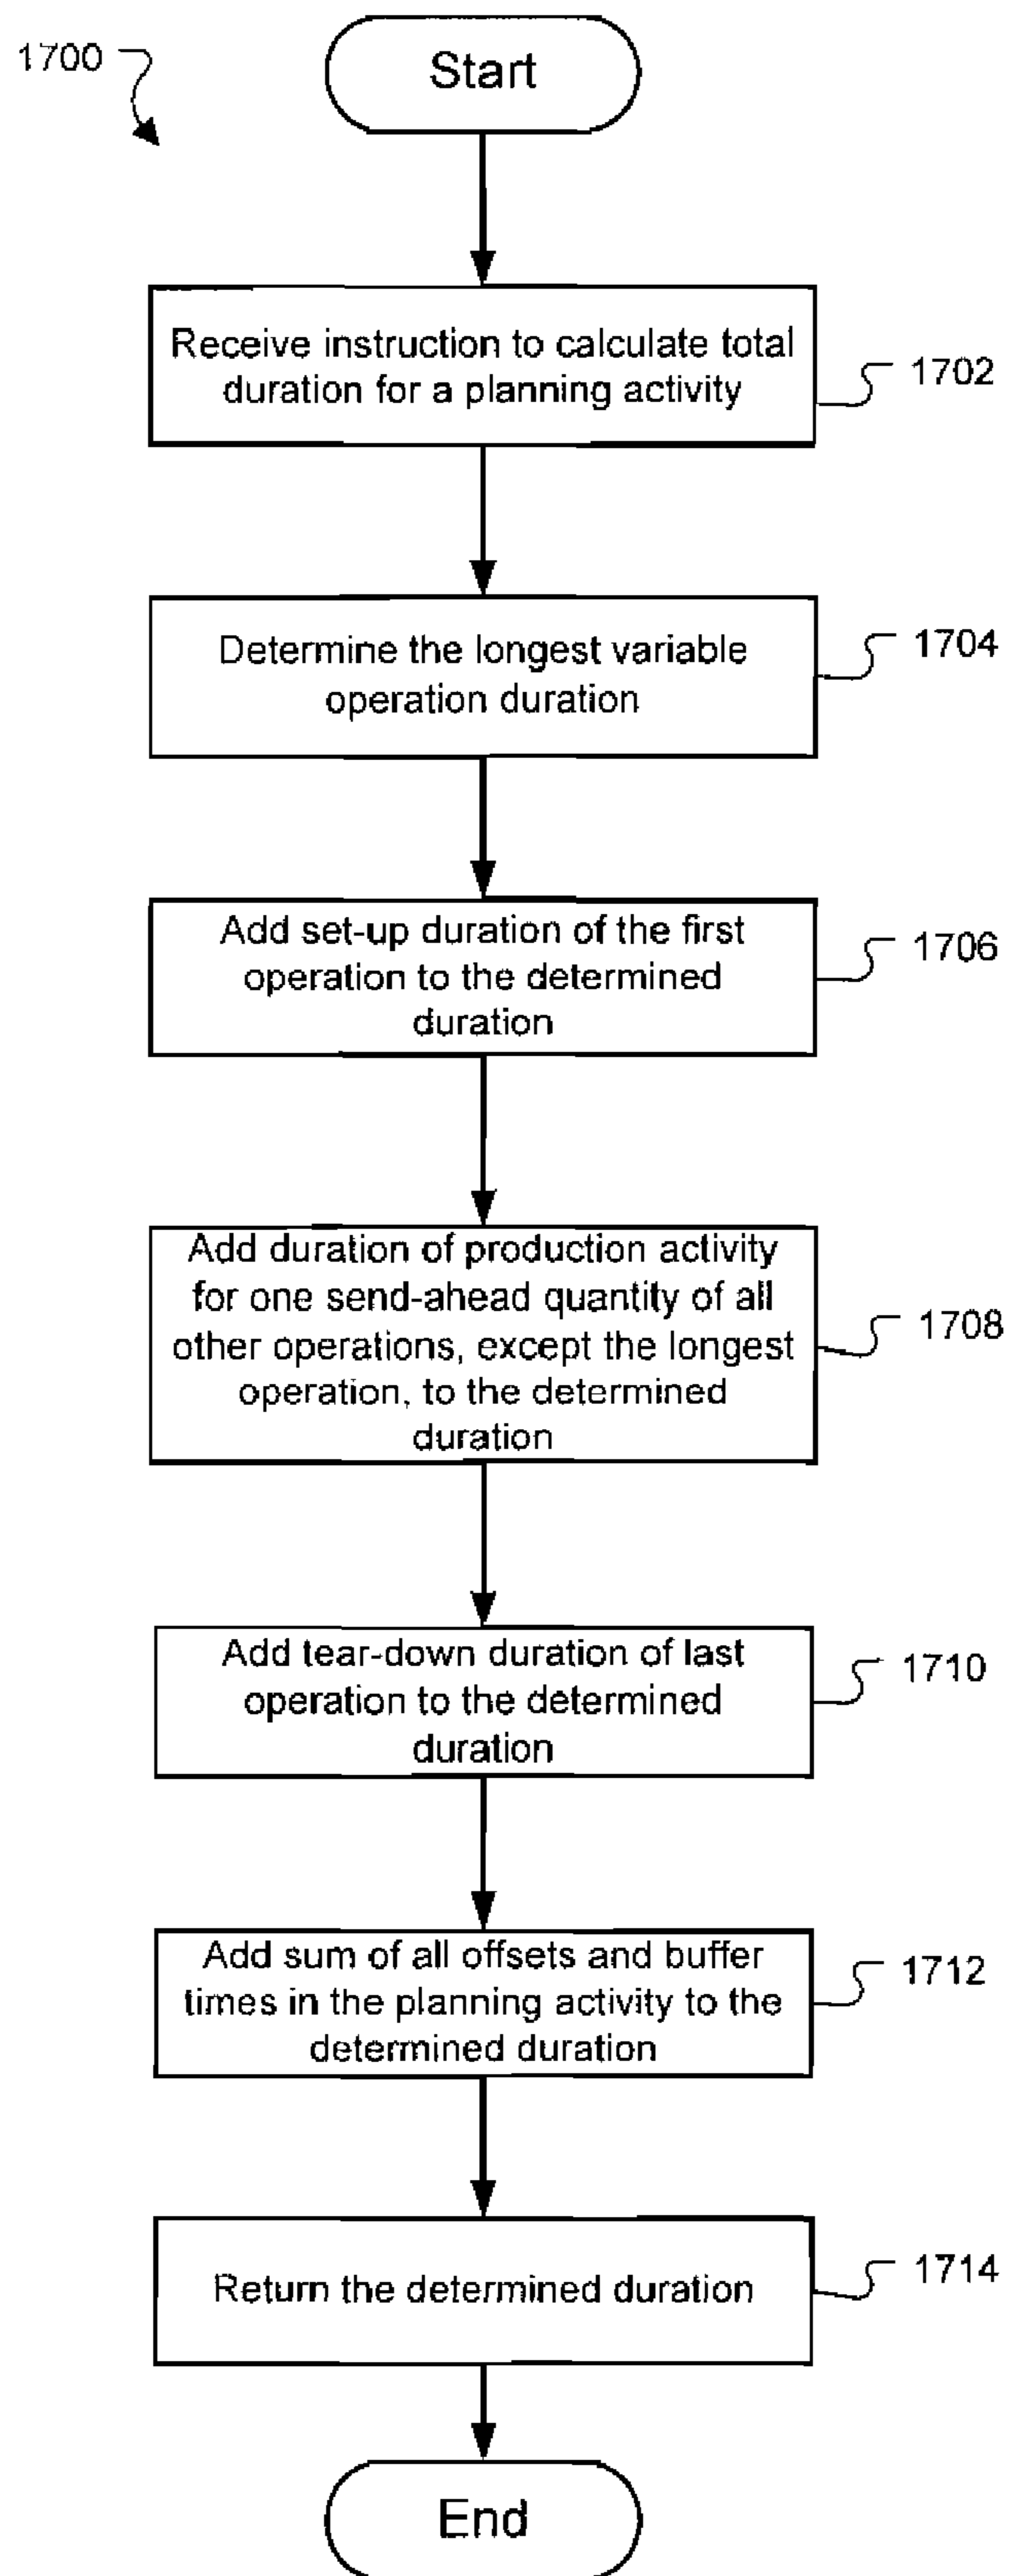 1700
Start
Receive instruction to calculate total
duration for a planning activity
1702
Determine the longest variable
operation duration
1704
Add set-up duration of the first
operation to the determined
duration
1706
Add duration of production activity
for one send-ahead quantity of all
other operations, except the longest
operation, to the determined
duration
1708
Add tear-down duration of last
operation to the determined
duration
1710
Add sum of all offsets and buffer
times in the planning activity to the
determined duration
1712
Return the determined duration
1714
End